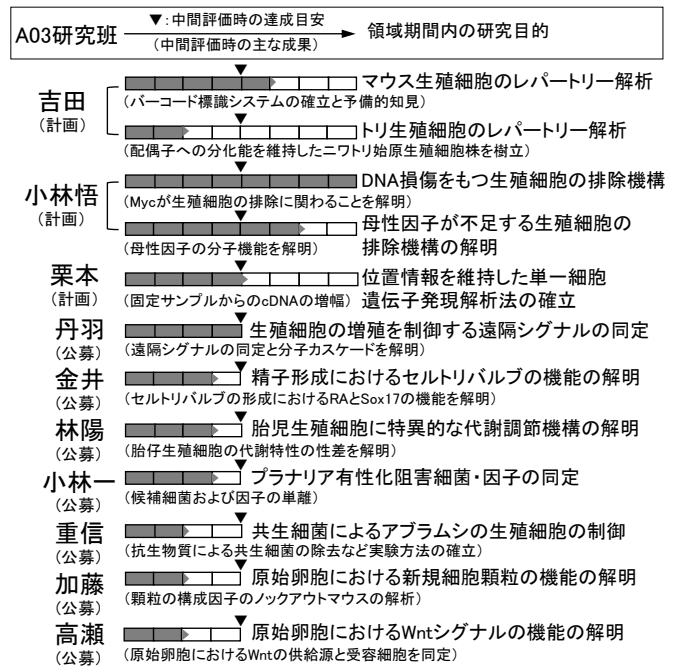 A03研究班
▼:中間評価時の達成目安
(中間評価時の主な成果)
領域期間内の研究目的
吉田
(計画)
マウス生殖細胞のレパートリー解析
(バーコード標識システムの確立と予備的知見)
トリ生殖細胞のレパートリー解析
(配偶子への分化能を維持したニワトリ始原生殖細胞株を樹立)
小林悟
(計画)
DNA損傷をもつ生殖細胞の排除機構
(Mycが生殖細胞の排除に関わることを解明)
母性因子が不足する生殖細胞の
排除機構の解明
(母性因子の分子機能を解明)
栗本
(計画)
位置情報を維持した単一細胞
遺伝子発現解析法の確立
(固定サンプルからのcDNAの増幅)
丹羽
(公募)
生殖細胞の増殖を制御する遠隔シグナルの同定
(遠隔シグナルの同定と分子カスケードを解明)
金井
(公募)
精子形成におけるセルトリバルブの機能の解明
(セルトリバルブの形成におけるRAとSox17の機能を解明)
林陽
(公募)
胎児生殖細胞に特異的な代謝調節機構の解明
(胎仔生殖細胞の代謝特性の性差を解明)
小林一
(公募)
プラナリア有性化阻害細菌・因子の同定
(候補細菌および因子の単離)
重信
(公募)
共生細菌によるアブラムシの生殖細胞の制御
(抗生物質による共生細菌の除去など実験方法の確立)
加藤
(公募)
原始卵胞における新規細胞顆粒の機能の解明
(顆粒の構成因子のノックアウトマウスの解析)
高瀬
(公募)
原始卵胞におけるWntシグナルの機能の解明
(原始卵胞におけるWntの供給源と受容細胞を同定)